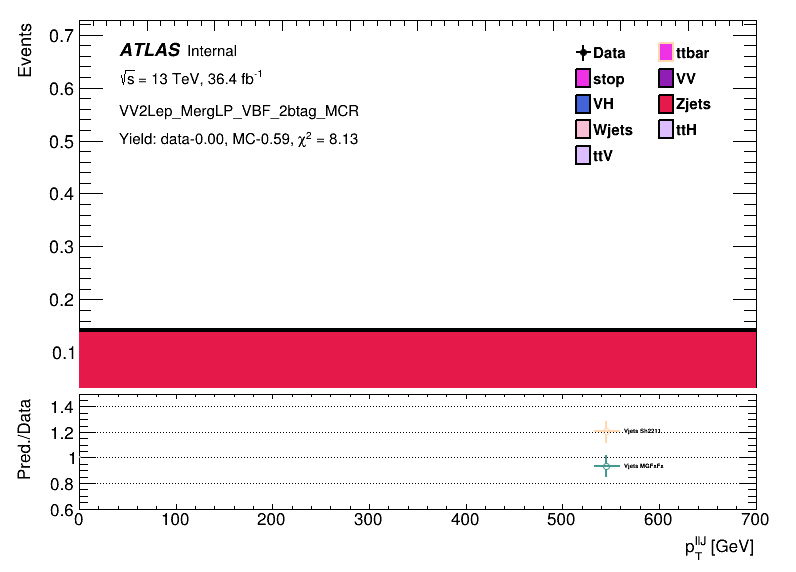 Events
0.7
0.6
0.5
0.4
0.3
0.2
0.1
ATLAS Internal
√s = 13 TeV, 36.4 fb⁻¹
VV2Lep_MergLP_VBF_2btag_MCR
Yield: data-0.00, MC-0.59, χ² = 8.13
Data
ttbar
stop
VV
VH
Zjets
Wjets
ttH
ttV
Pred./Data
1.4
1.2
1
0.8
0.6
Vjets Sh2211
Vjets MGFxFx
0 100 200 300 400 500 600 700
p_T^llJ [GeV]